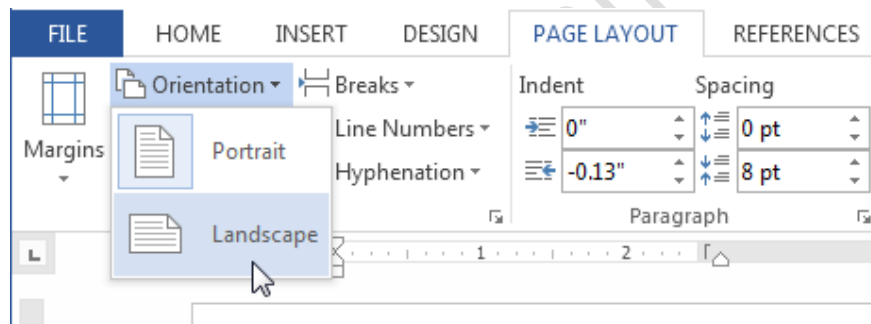 FILE HOME INSERT DESIGN PAGE LAYOUT REFERENCES
Orientation Breaks Indent Spacing
Line Numbers 0" 0 pt
Margins Portrait
Hyphenation -0.13" 8 pt
Paragraph
Landscape
L 1 2